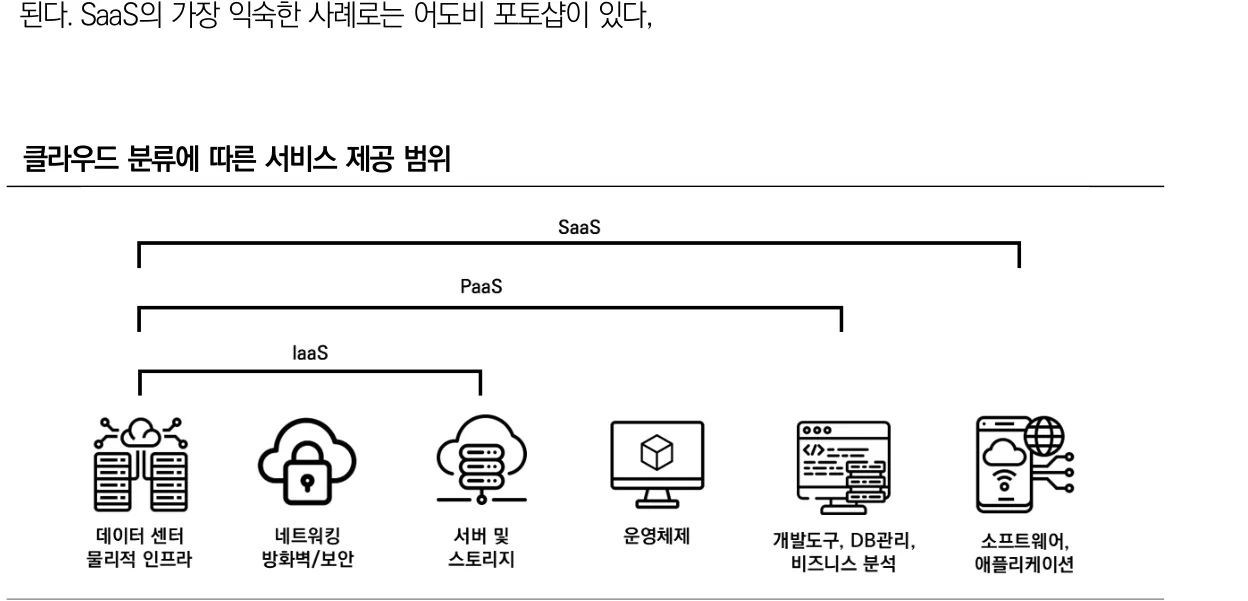 된다. SaaS의 가장 익숙한 사례로는 어도비 포토샵이 있다,
클라우드 분류에 따른 서비스 제공 범위
SaaS
PaaS
IaaS
데이터 센터
물리적 인프라
네트워킹
방화벽/보안
서버 및
스토리지
운영체제
개발도구, DB관리,
비즈니스 분석
소프트웨어,
애플리케이션